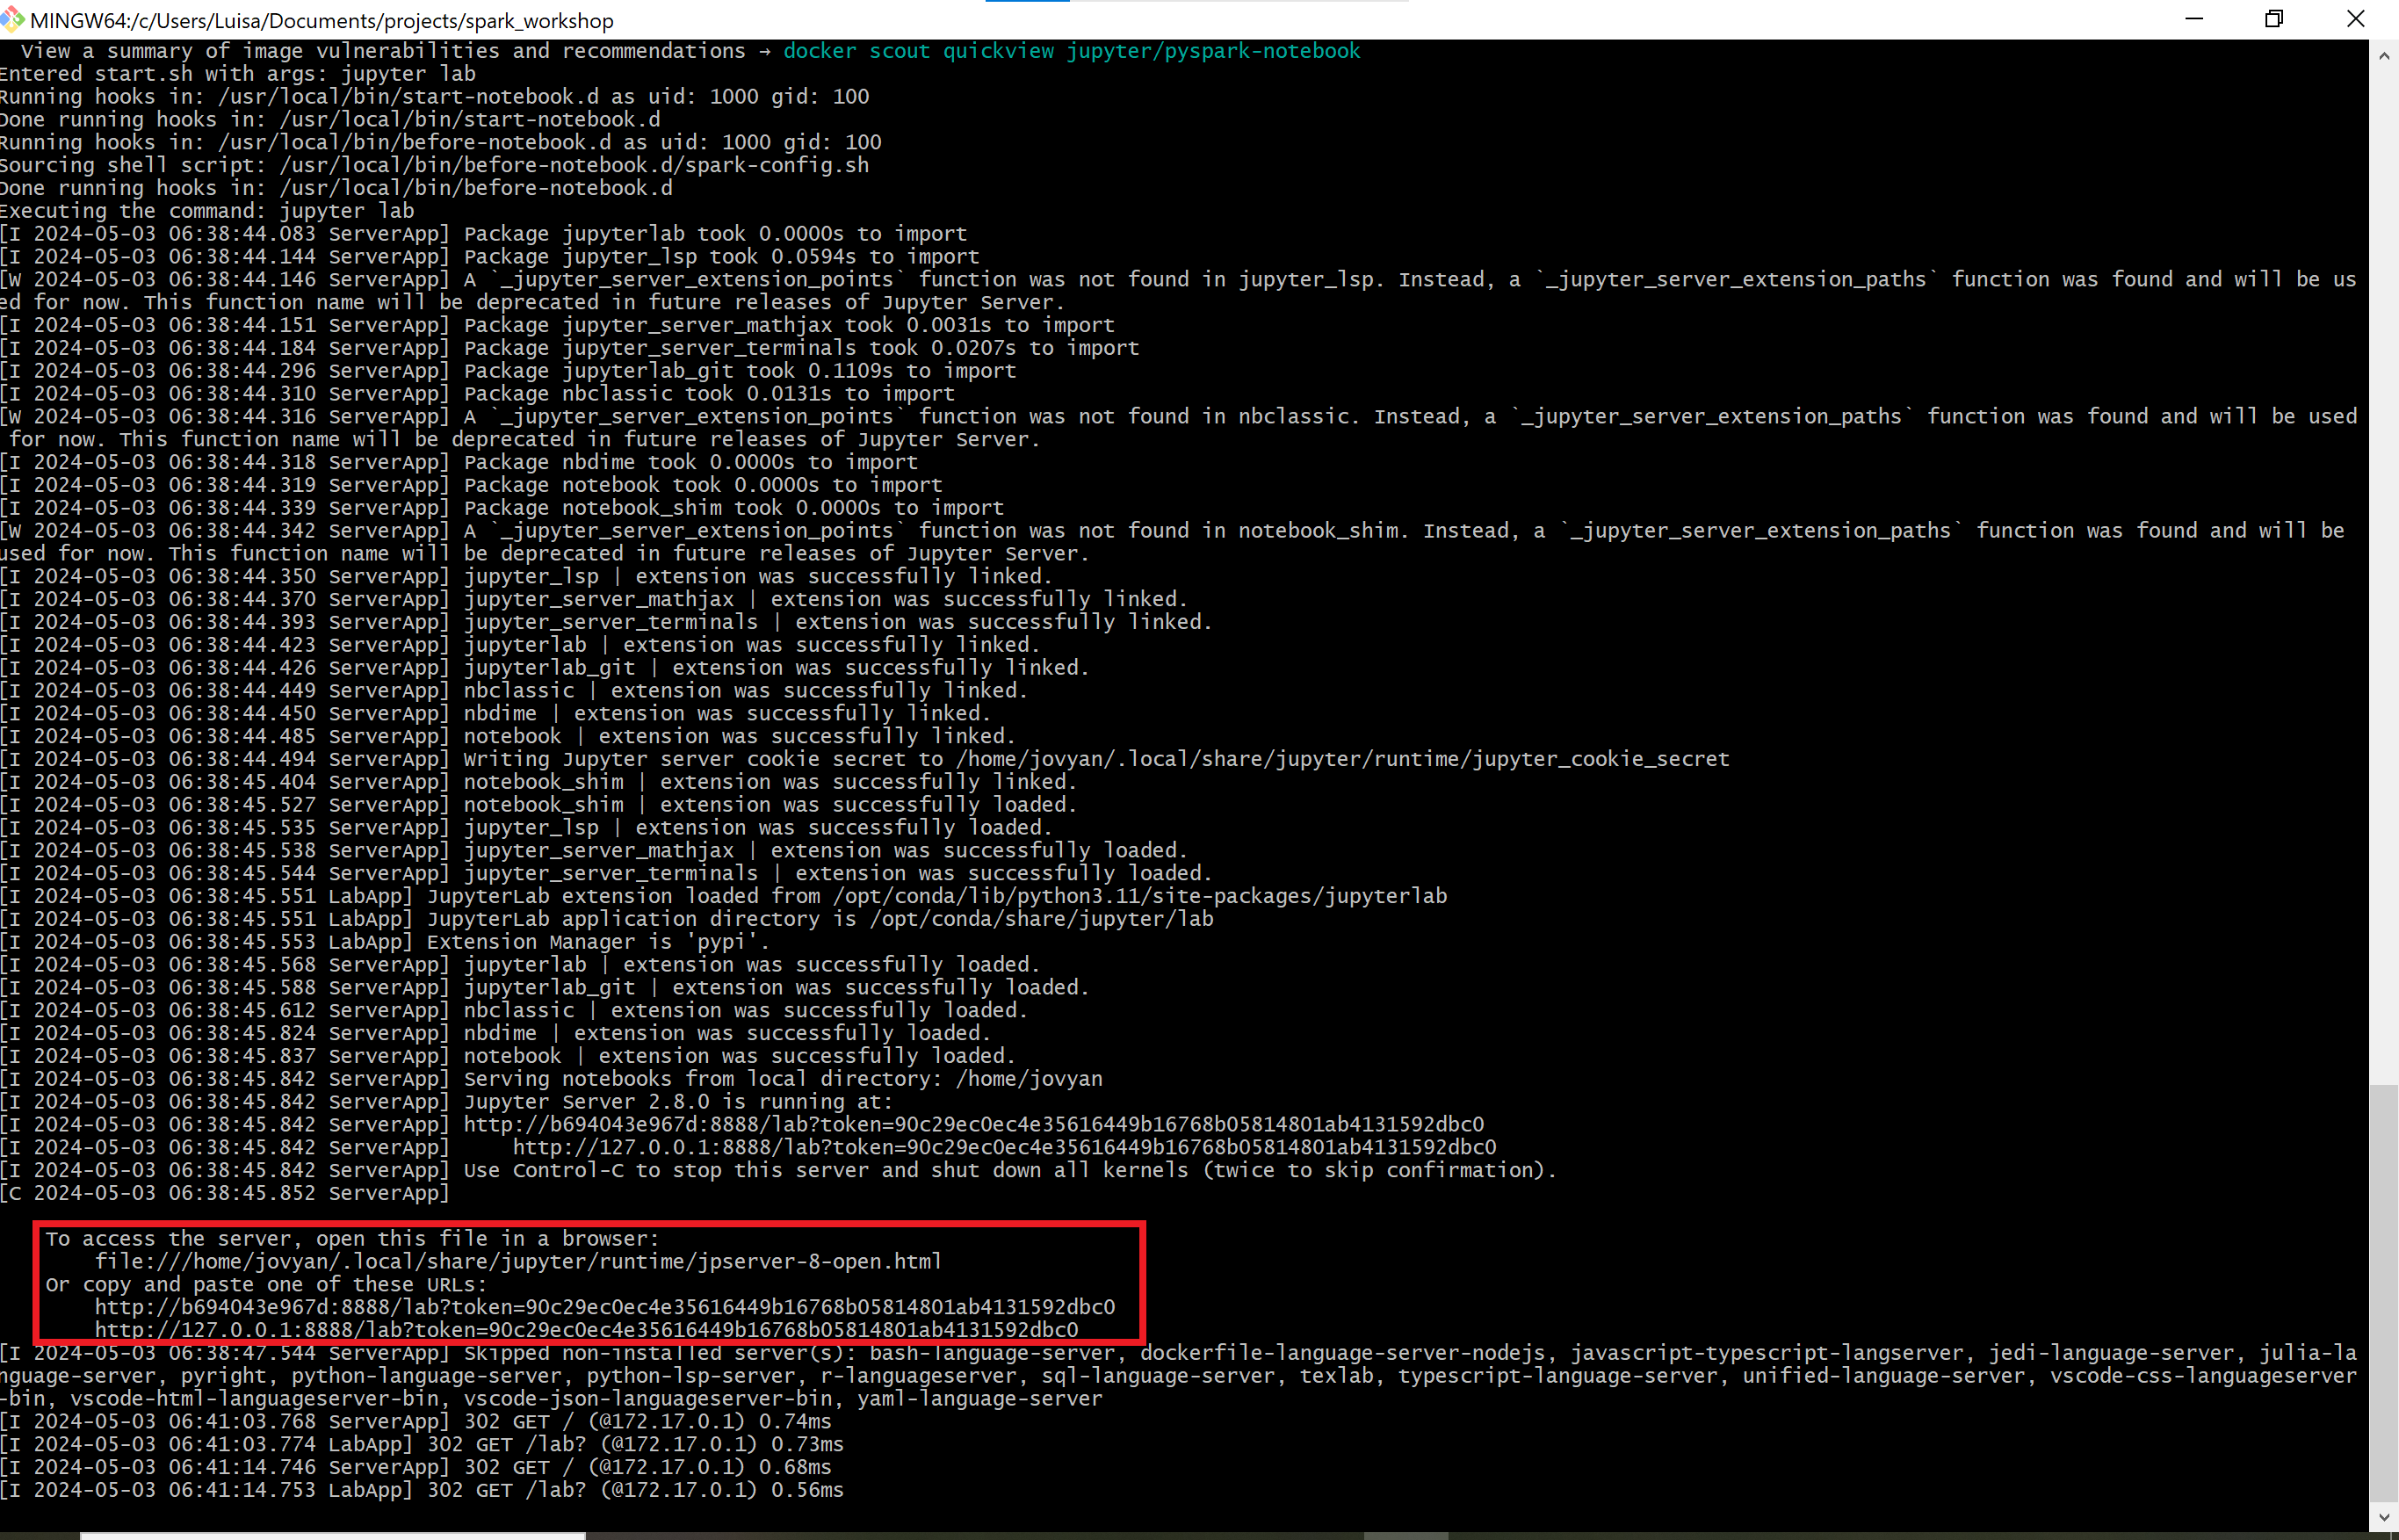 MINGW64:/c/Users/Luisa/Documents/projects/spark_workshop
View a summary of image vulnerabilities and recommendations → docker scout quickview jupyter/pyspark-notebook
Entered start.sh with args: jupyter lab
Running hooks in: /usr/local/bin/start-notebook.d as uid: 1000 gid: 100
Done running hooks in: /usr/local/bin/start-notebook.d
Running hooks in: /usr/local/bin/before-notebook.d as uid: 1000 gid: 100
Sourcing shell script: /usr/local/bin/before-notebook.d/spark-config.sh
Done running hooks in: /usr/local/bin/before-notebook.d
Executing the command: jupyter lab
[I 2024-05-03 06:38:44.083 ServerApp] Package jupyterlab took 0.0000s to import
[I 2024-05-03 06:38:44.144 ServerApp] Package jupyter_lsp took 0.0594s to import
[W 2024-05-03 06:38:44.146 ServerApp] A `_jupyter_server_extension_points` function was not found in jupyter_lsp. Instead, a `_jupyter_server_extension_paths` function was found and will be us
ed for now. This function name will be deprecated in future releases of Jupyter Server.
[I 2024-05-03 06:38:44.151 ServerApp] Package jupyter_server_mathjax took 0.0031s to import
[I 2024-05-03 06:38:44.184 ServerApp] Package jupyter_server_terminals took 0.0207s to import
[I 2024-05-03 06:38:44.296 ServerApp] Package jupyterlab_git took 0.1109s to import
[I 2024-05-03 06:38:44.310 ServerApp] Package nbclassic took 0.0131s to import
[W 2024-05-03 06:38:44.316 ServerApp] A `_jupyter_server_extension_points` function was not found in nbclassic. Instead, a `_jupyter_server_extension_paths` function was found and will be used
for now. This function name will be deprecated in future releases of Jupyter Server.
[I 2024-05-03 06:38:44.318 ServerApp] Package nbdime took 0.0000s to import
[I 2024-05-03 06:38:44.319 ServerApp] Package notebook took 0.0000s to import
[I 2024-05-03 06:38:44.339 ServerApp] Package notebook_shim took 0.0000s to import
[W 2024-05-03 06:38:44.342 ServerApp] A `_jupyter_server_extension_points` function was not found in notebook_shim. Instead, a `_jupyter_server_extension_paths` function was found and will be
used for now. This function name will be deprecated in future releases of Jupyter Server.
[I 2024-05-03 06:38:44.350 ServerApp] jupyter_lsp | extension was successfully linked.
[I 2024-05-03 06:38:44.370 ServerApp] jupyter_server_mathjax | extension was successfully linked.
[I 2024-05-03 06:38:44.393 ServerApp] jupyter_server_terminals | extension was successfully linked.
[I 2024-05-03 06:38:44.423 ServerApp] jupyterlab | extension was successfully linked.
[I 2024-05-03 06:38:44.426 ServerApp] jupyterlab_git | extension was successfully linked.
[I 2024-05-03 06:38:44.449 ServerApp] nbclassic | extension was successfully linked.
[I 2024-05-03 06:38:44.450 ServerApp] nbdime | extension was successfully linked.
[I 2024-05-03 06:38:44.485 ServerApp] notebook | extension was successfully linked.
[I 2024-05-03 06:38:44.494 ServerApp] Writing Jupyter server cookie secret to /home/jovyan/.local/share/jupyter/runtime/jupyter_cookie_secret
[I 2024-05-03 06:38:45.404 ServerApp] notebook_shim | extension was successfully linked.
[I 2024-05-03 06:38:45.527 ServerApp] notebook_shim | extension was successfully loaded.
[I 2024-05-03 06:38:45.535 ServerApp] jupyter_lsp | extension was successfully loaded.
[I 2024-05-03 06:38:45.538 ServerApp] jupyter_server_mathjax | extension was successfully loaded.
[I 2024-05-03 06:38:45.544 ServerApp] jupyter_server_terminals | extension was successfully loaded.
[I 2024-05-03 06:38:45.551 LabApp] JupyterLab extension loaded from /opt/conda/lib/python3.11/site-packages/jupyterlab
[I 2024-05-03 06:38:45.551 LabApp] JupyterLab application directory is /opt/conda/share/jupyter/lab
[I 2024-05-03 06:38:45.553 LabApp] Extension Manager is 'pypi'.
[I 2024-05-03 06:38:45.568 ServerApp] jupyterlab | extension was successfully loaded.
[I 2024-05-03 06:38:45.588 ServerApp] jupyterlab_git | extension was successfully loaded.
[I 2024-05-03 06:38:45.612 ServerApp] nbclassic | extension was successfully loaded.
[I 2024-05-03 06:38:45.824 ServerApp] nbdime | extension was successfully loaded.
[I 2024-05-03 06:38:45.837 ServerApp] notebook | extension was successfully loaded.
[I 2024-05-03 06:38:45.842 ServerApp] Serving notebooks from local directory: /home/jovyan
[I 2024-05-03 06:38:45.842 ServerApp] Jupyter Server 2.8.0 is running at:
[I 2024-05-03 06:38:45.842 ServerApp] http://b694043e967d:8888/lab?token=90c29ec0ec4e35616449b16768b05814801ab4131592dbc0
[I 2024-05-03 06:38:45.842 ServerApp]     http://127.0.0.1:8888/lab?token=90c29ec0ec4e35616449b16768b05814801ab4131592dbc0
[I 2024-05-03 06:38:45.842 ServerApp] Use Control-C to stop this server and shut down all kernels (twice to skip confirmation).
[C 2024-05-03 06:38:45.852 ServerApp]
To access the server, open this file in a browser:
file:///home/jovyan/.local/share/jupyter/runtime/jpserver-8-open.html
Or copy and paste one of these URLs:
http://b694043e967d:8888/lab?token=90c29ec0ec4e35616449b16768b05814801ab4131592dbc0
http://127.0.0.1:8888/lab?token=90c29ec0ec4e35616449b16768b05814801ab4131592dbc0
[I 2024-05-03 06:38:47.544 ServerApp] Skipped non-installed server(s): bash-language-server, dockerfile-language-server-nodejs, javascript-typescript-langserver, jedi-language-server, julia-la
nguage-server, pyright, python-language-server, python-lsp-server, r-languageserver, sql-language-server, texlab, typescript-language-server, unified-language-server, vscode-css-languageserver
-bin, vscode-html-languageserver-bin, vscode-json-languageserver-bin, yaml-language-server
[I 2024-05-03 06:41:03.768 ServerApp] 302 GET / (@172.17.0.1) 0.74ms
[I 2024-05-03 06:41:03.774 LabApp] 302 GET /lab? (@172.17.0.1) 0.73ms
[I 2024-05-03 06:41:14.746 ServerApp] 302 GET / (@172.17.0.1) 0.68ms
[I 2024-05-03 06:41:14.753 LabApp] 302 GET /lab? (@172.17.0.1) 0.56ms